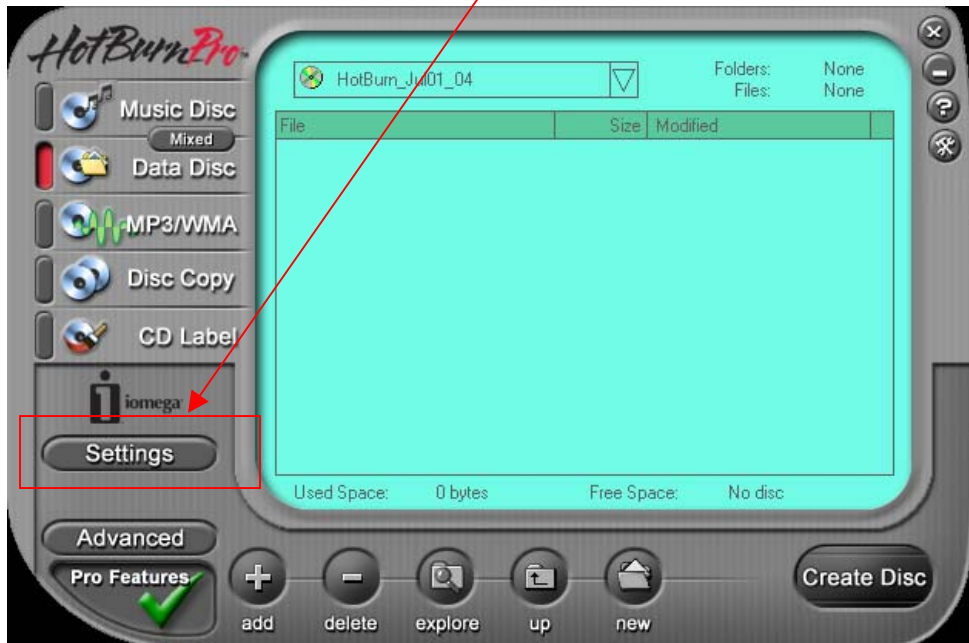 HotBurnPro
Music Disc
Mixed
Data Disc
MP3/WMA
Disc Copy
CD Label
iomega
Settings
Advanced
Pro Features
HotBurn_Jul01_04
Folders: None
Files: None
File Size Modified
Used Space: 0 bytes Free Space: No disc
add delete explore up new
Create Disc
?